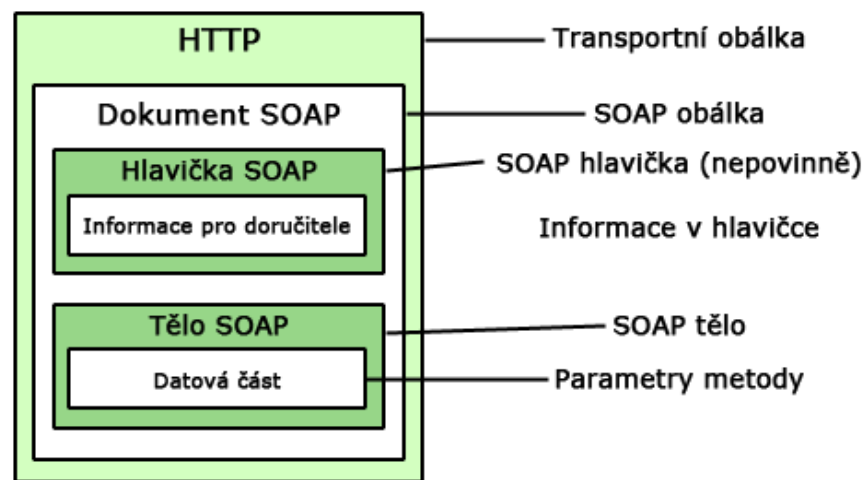 HTTP
Transportní obálka
Dokument SOAP
SOAP obálka
Hlavička SOAP
SOAP hlavička (nepovinně)
Informace pro doručitele
Informace v hlavičce
Tělo SOAP
SOAP tělo
Datová část
Parametry metody